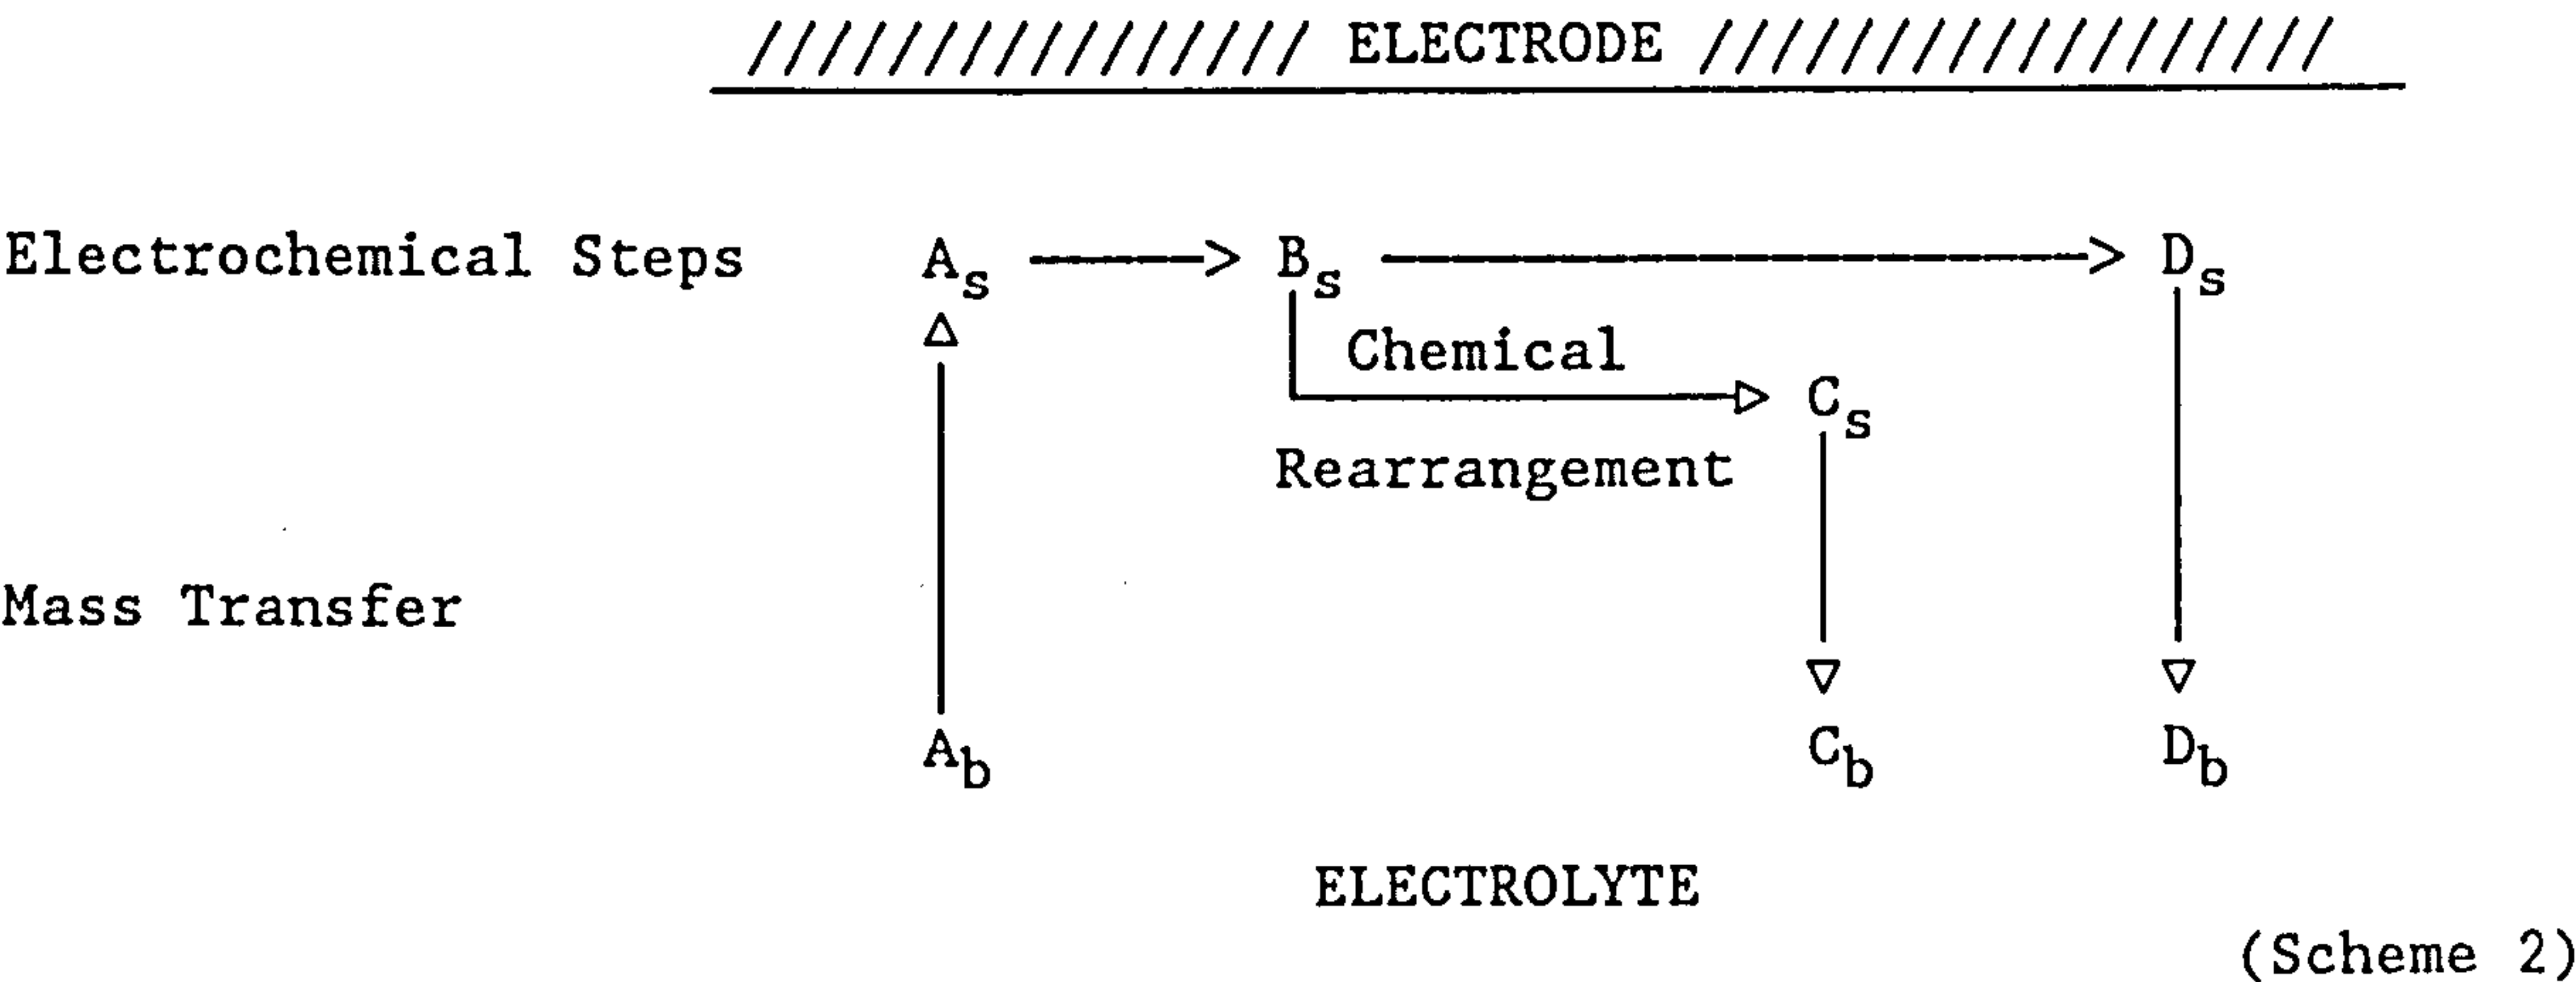 ////////////////  ELECTRODE  //////////////////
Electrochemical Steps A_s B_s D_s
Chemical
C_s
Rearrangement
Mass Transfer
A_b C_b D_b
ELECTROLYTE
(Scheme 2)